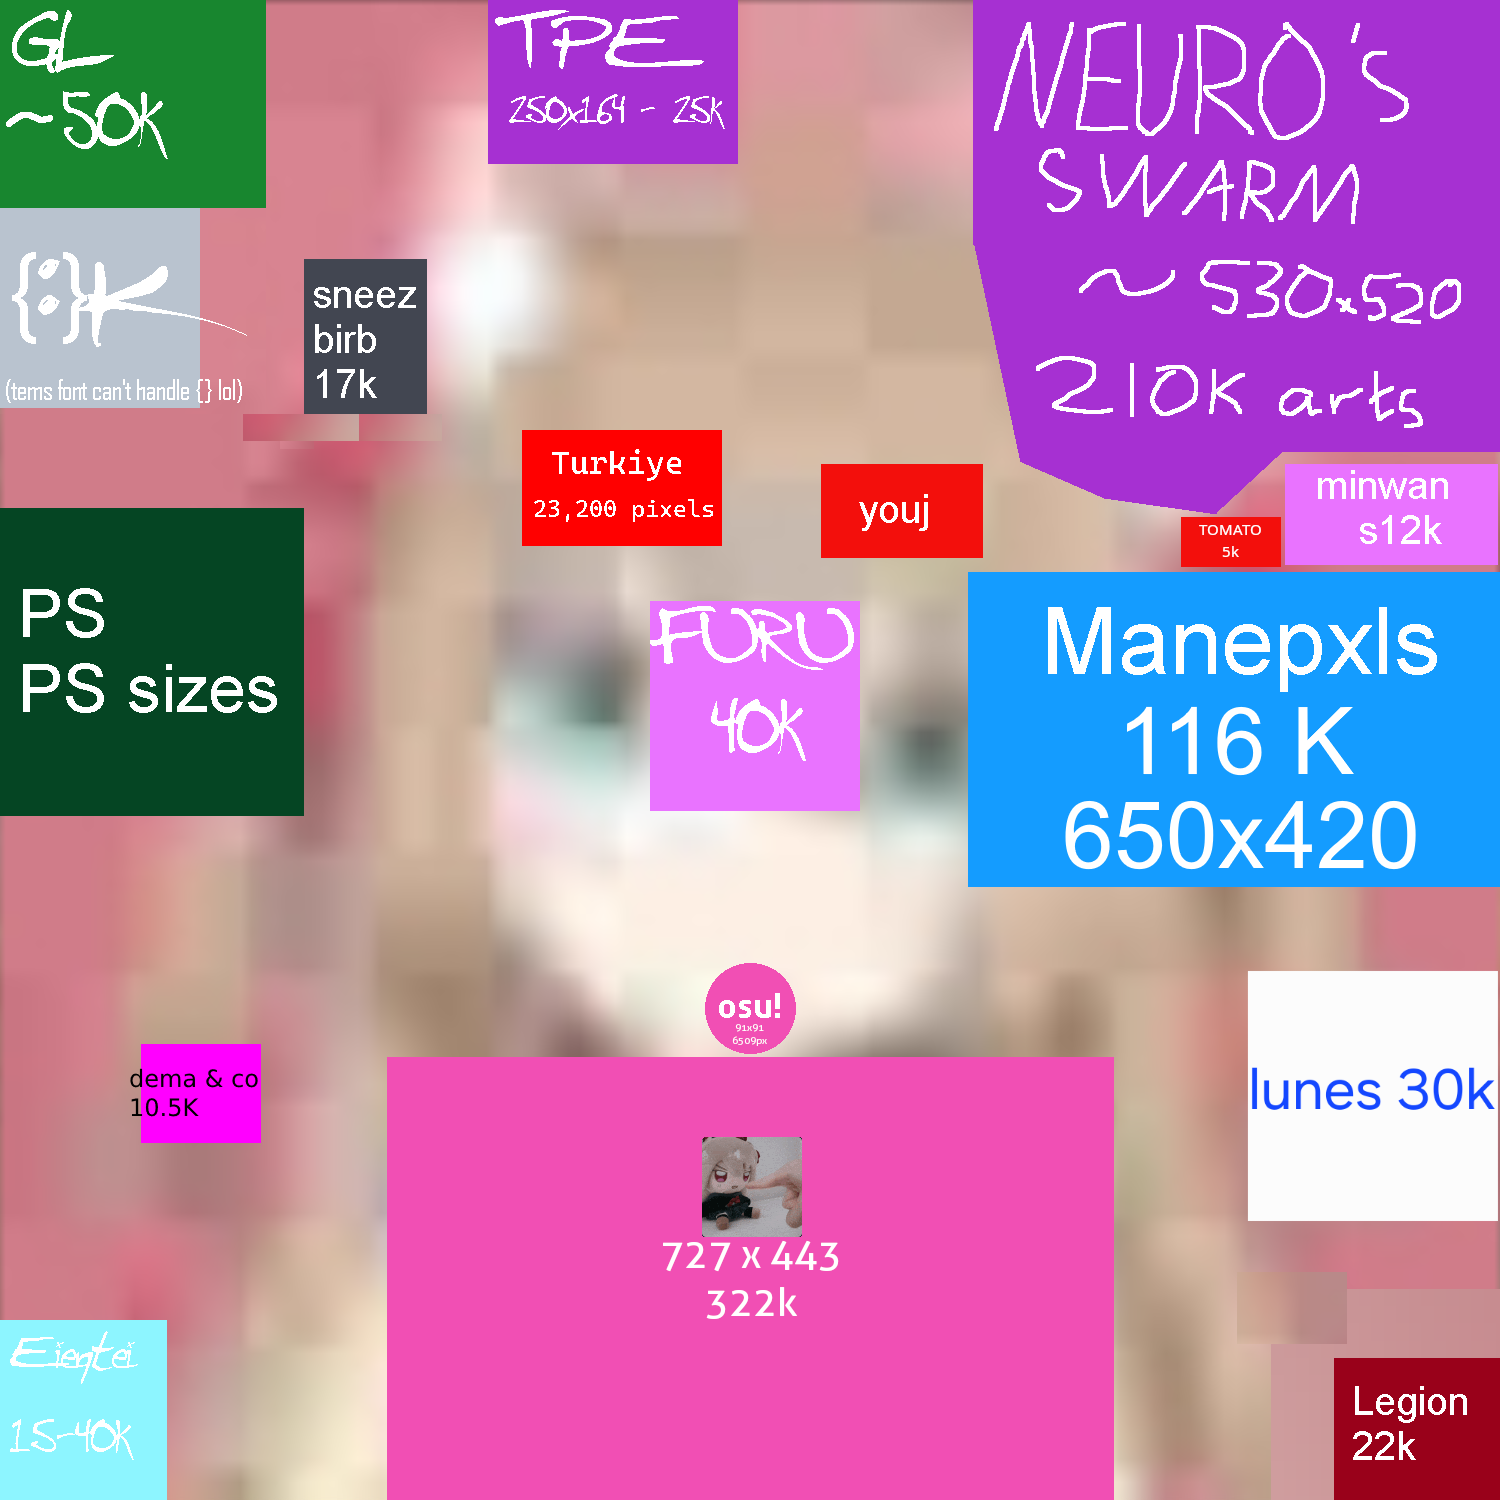 GL
~50K
TPE
250x164 - 25K
NEURO'S
SWARM
~ 530x520
210K arts
{:}K
(tems font can't handle {} lol)
sneez
birb
17k
Turkiye
23,200 pixels
youj
minwan
s12k
TOMATO
5k
PS
PS sizes
FURU
40K
Manepxls
116 K
650x420
osu!
91x91
6509px
dema & co
10.5K
lunes 30k
727 x 443
322k
Eientei
15-40K
Legion
22k